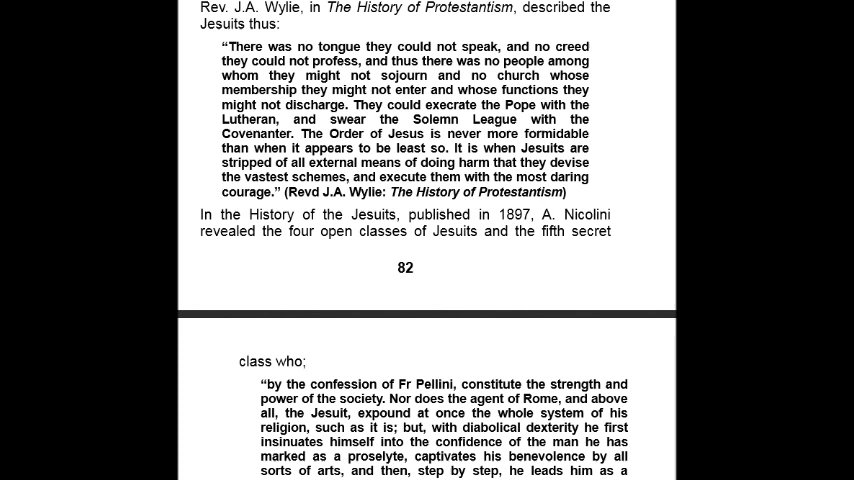 Rev. J.A. Wylie, in The History of Protestantism, described the
Jesuits thus:
“There was no tongue they could not speak, and no creed
they could not profess, and thus there was no people among
whom they might not sojourn and no church whose
membership they might not enter and whose functions they
might not discharge. They could execrate the Pope with the
Lutheran, and swear the Solemn League with the
Covenanter. The Order of Jesus is never more formidable
than when it appears to be least so. It is when Jesuits are
stripped of all external means of doing harm that they devise
the vastest schemes, and execute them with the most daring
courage.” (Revd J.A. Wylie: The History of Protestantism)
In the History of the Jesuits, published in 1897, A. Nicolini
revealed the four open classes of Jesuits and the fifth secret
82
class who;
“by the confession of Fr Pellini, constitute the strength and
power of the society. Nor does the agent of Rome, and above
all, the Jesuit, expound at once the whole system of his
religion, such as it is; but, with diabolical dexterity he first
insinuates himself into the confidence of the man he has
marked as a proselyte, captivates his benevolence by all
sorts of arts, and then, step by step, he leads him as a